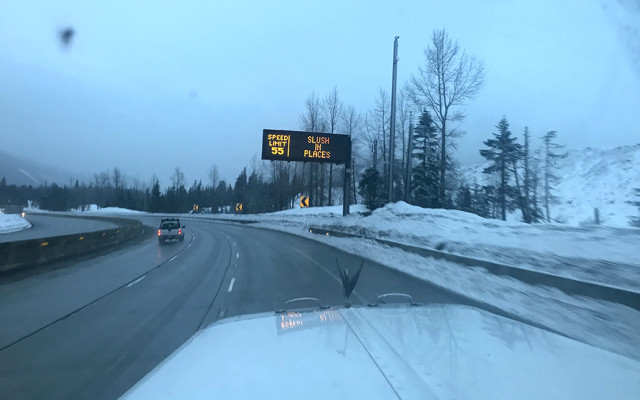 SPEED
LIMIT
55
SLUSH
IN
PLACES